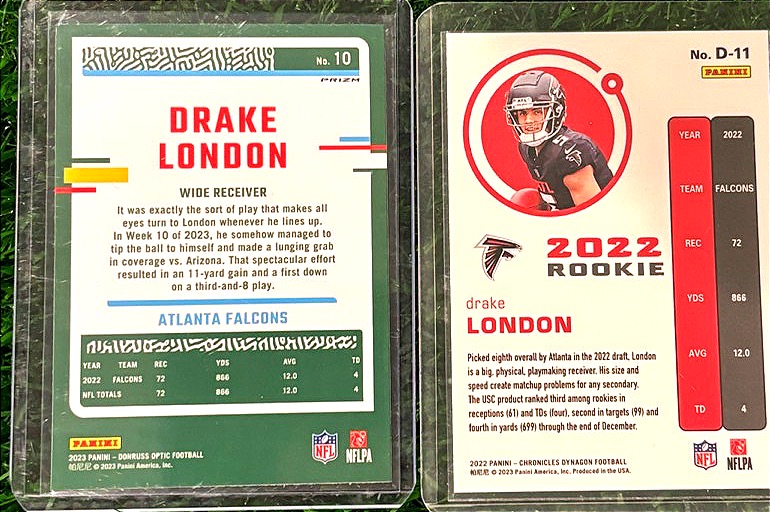 No. 10
PRIZM
DRAKE
LONDON
WIDE RECEIVER
It was exactly the sort of play that makes all
eyes turn to London whenever he lines up.
In Week 10 of 2023, he somehow managed to
tip the ball to himself and made a lunging grab
in coverage vs. Arizona. That spectacular effort
resulted in an 11-yard gain and a first down
on a third-and-8 play.
ATLANTA FALCONS
YEAR TEAM REC YDS AVG TD
2022 FALCONS 72 866 12.0 4
NFL TOTALS 72 866 12.0 4
PANINI
2023 PANINI – DONRUSS OPTIC FOOTBALL
帕尼尼 © 2023 Panini America, Inc.
NFL
NFLPA
No. D-11
PANINI
YEAR 2022
TEAM FALCONS
REC 72
YDS 866
AVG 12.0
TD 4
2022
ROOKIE
drake
LONDON
Picked eighth overall by Atlanta in the 2022 draft, London
is a big, physical, playmaking receiver. His size and
speed create matchup problems for any secondary.
The USC product ranked third among rookies in
receptions (61) and TDs (four), second in targets (99) and
fourth in yards (699) through the end of December.
2022 PANINI – CHRONICLES DYNAGON FOOTBALL
帕尼尼 © 2023 Panini America, Inc. Produced in the USA.
NFL
NFLPA